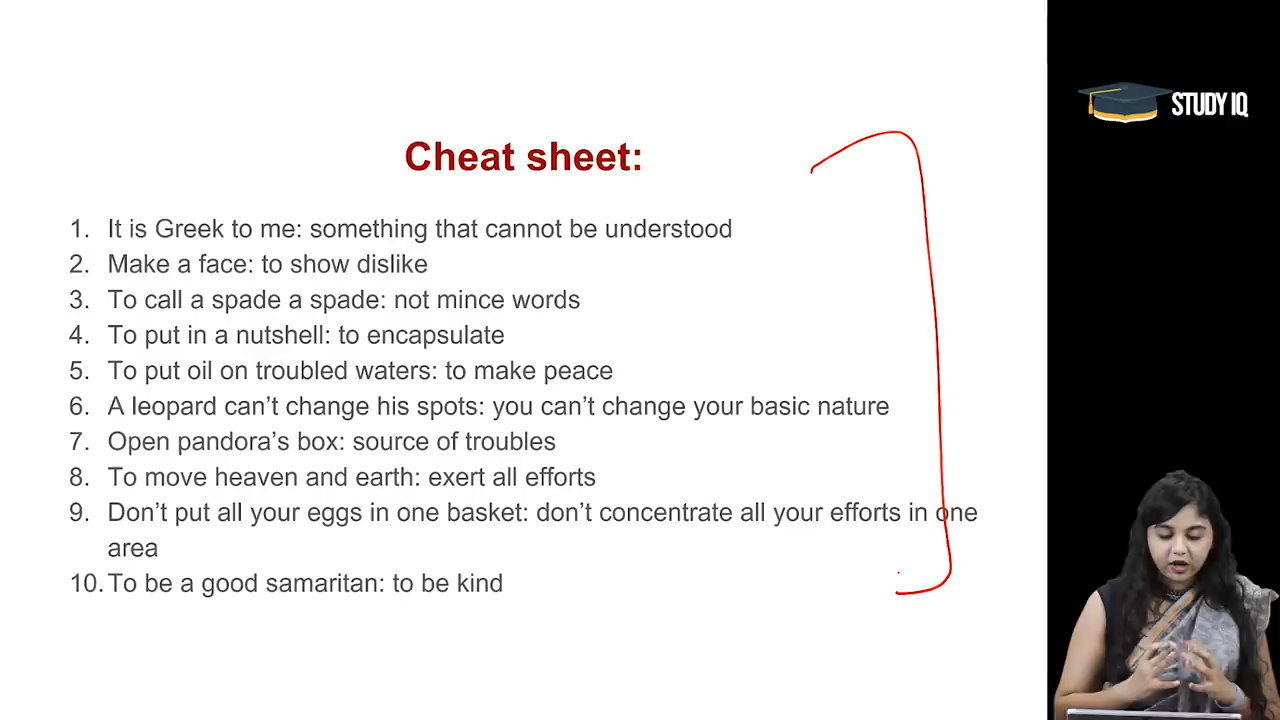 STUDY IQ
Cheat sheet:
1. It is Greek to me: something that cannot be understood
2. Make a face: to show dislike
3. To call a spade a spade: not mince words
4. To put in a nutshell: to encapsulate
5. To put oil on troubled waters: to make peace
6. A leopard can’t change his spots: you can’t change your basic nature
7. Open pandora’s box: source of troubles
8. To move heaven and earth: exert all efforts
9. Don’t put all your eggs in one basket: don’t concentrate all your efforts in one
area
10. To be a good samaritan: to be kind